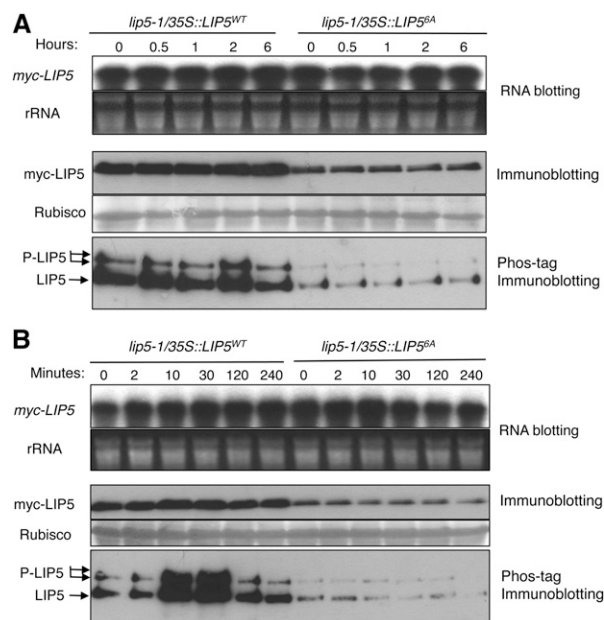 A
lip5-1/35S::LIP5WT lip5-1/35S::LIP56A
Hours: 0 0.5 1 2 6 0 0.5 1 2 6
myc-LIP5
RNA blotting
rRNA
myc-LIP5 Immunoblotting
Rubisco
P-LIP5 Phos-tag
LIP5 Immunoblotting
B
lip5-1/35S::LIP5WT lip5-1/35S::LIP56A
Minutes: 0 2 10 30 120 240 0 2 10 30 120 240
myc-LIP5
RNA blotting
rRNA
myc-LIP5 Immunoblotting
Rubisco
P-LIP5 Phos-tag
LIP5 Immunoblotting